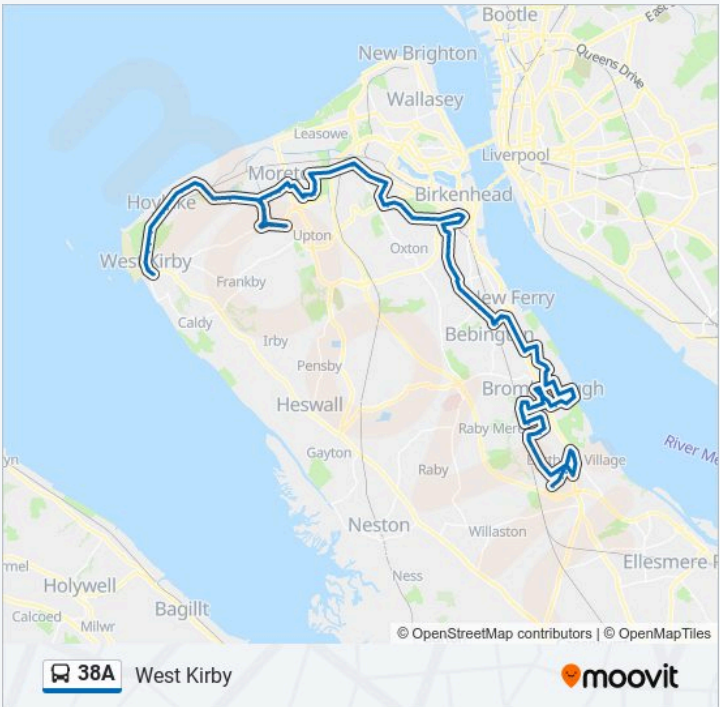 Bootle
East
New Brighton
Queens Drive
Wallasey
Leasowe
Liverpool
Moreto
Birkenhead
Hoylake
Upton
Oxton
West Kirby
Frankby
New Ferry
Caldy
Bebington
Irby
Pensby
Bromborough
Heswall
Raby Mere
Gayton
Village
River Me
Raby
Neston
Willaston
Ellesmere P
Ness
Holywell
Bagillt
Calcoed
Milwr
© OpenStreetMap contributors | © OpenMapTiles
38A West Kirby
moovit